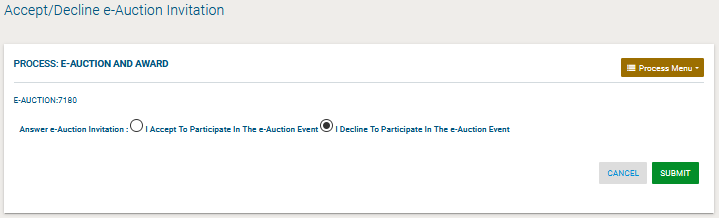 Accept/Decline e-Auction Invitation
PROCESS: E-AUCTION AND AWARD
Process Menu
E-AUCTION:7180
Answer e-Auction Invitation : I Accept To Participate In The e-Auction Event I Decline To Participate In The e-Auction Event
CANCEL SUBMIT